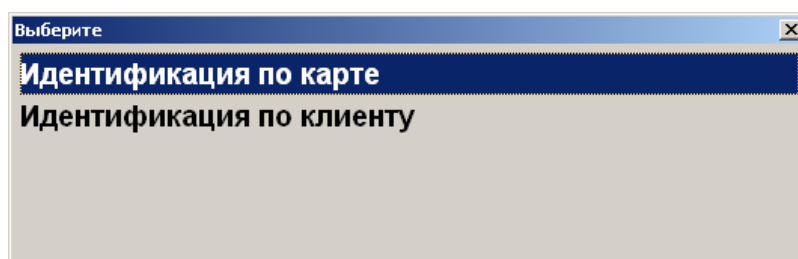 Выберите
Идентификация по карте
Идентификация по клиенту